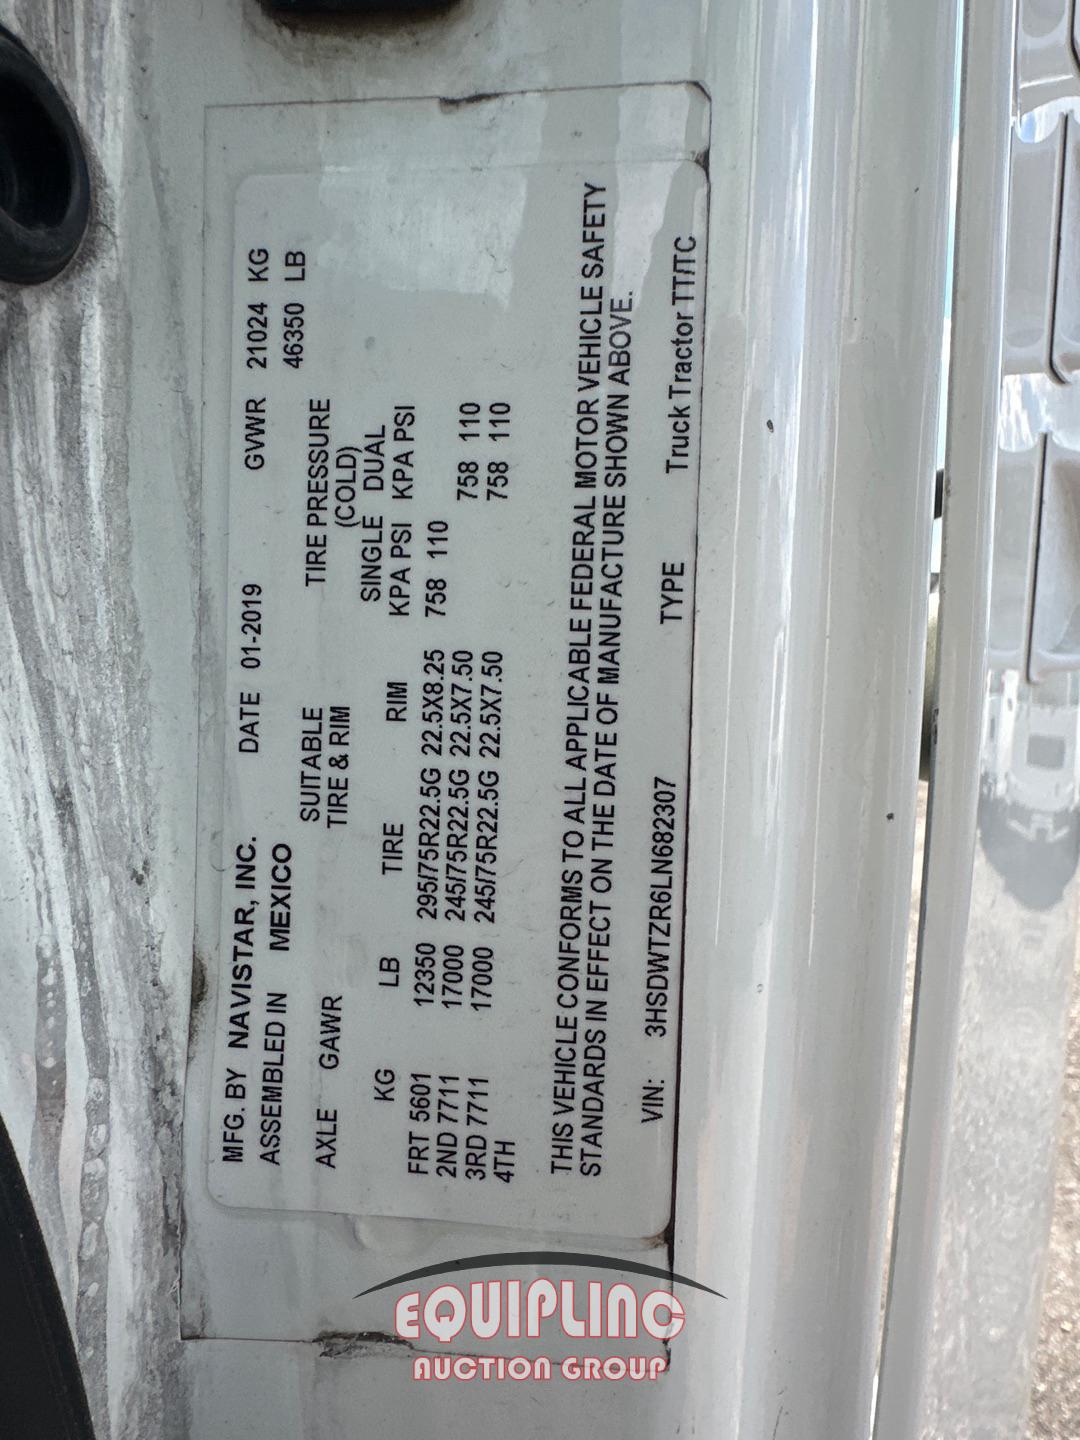 MFG. BY NAVISTAR, INC. DATE 01-2019 GVWR 21024 KG
ASSEMBLED IN MEXICO 46350 LB
SUITABLE TIRE PRESSURE
AXLE GAWR TIRE & RIM (COLD)
SINGLE DUAL
KG LB TIRE RIM KPA PSI KPA PSI
FRT 5601 12350 295/75R22.5G 22.5X8.25 758 110
2ND 7711 17000 245/75R22.5G 22.5X7.50 758 110
3RD 7711 17000 245/75R22.5G 22.5X7.50 758 110
4TH
THIS VEHICLE CONFORMS TO ALL APPLICABLE FEDERAL MOTOR VEHICLE SAFETY
STANDARDS IN EFFECT ON THE DATE OF MANUFACTURE SHOWN ABOVE.
VIN: 3HSDWTZR6LN682307 TYPE Truck Tractor TT/TC
EQUIPLINC
AUCTION GROUP